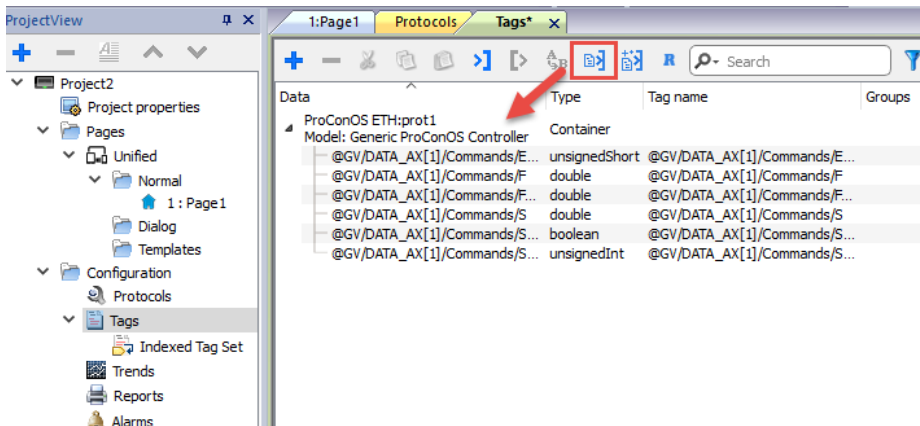 ProjectView
Project2
Project properties
Pages
Unified
Normal
1 : Page1
Dialog
Templates
Configuration
Protocols
Tags
Indexed Tag Set
Trends
Reports
Alarms
1:Page1 Protocols Tags*
R Search
Data Type Tag name Groups
ProConOS ETH:prot1
Model: Generic ProConOS Controller Container
@GV/DATA_AX[1]/Commands/E... unsignedShort @GV/DATA_AX[1]/Commands/E...
@GV/DATA_AX[1]/Commands/F double @GV/DATA_AX[1]/Commands/F
@GV/DATA_AX[1]/Commands/F... double @GV/DATA_AX[1]/Commands/F...
@GV/DATA_AX[1]/Commands/S double @GV/DATA_AX[1]/Commands/S
@GV/DATA_AX[1]/Commands/S... boolean @GV/DATA_AX[1]/Commands/S...
@GV/DATA_AX[1]/Commands/S... unsignedInt @GV/DATA_AX[1]/Commands/S...